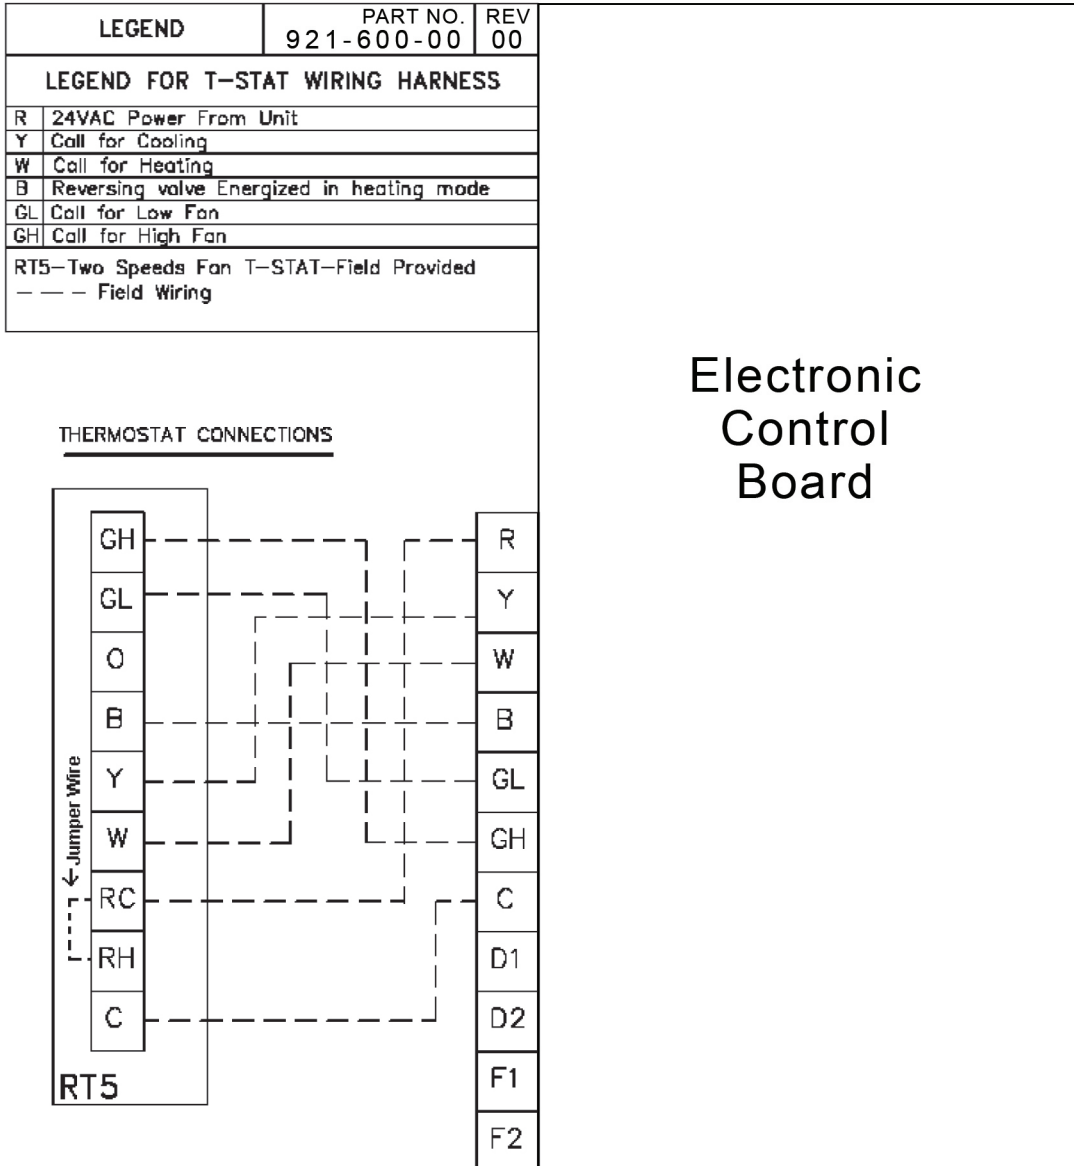 LEGEND
PART NO.
921-600-00
REV
00
LEGEND FOR T-STAT WIRING HARNESS
R 24VAC Power From Unit
Y Call for Cooling
W Call for Heating
B Reversing valve Energized in heating mode
GL Call for Low Fan
GH Call for High Fan
RT5-Two Speeds Fan T-STAT-Field Provided
Field Wiring
Electronic
Control
Board
THERMOSTAT CONNECTIONS
GH
GL
O
B
Y
W
RC
RH
C
Jumper Wire
RT5
R
Y
W
B
GL
GH
C
D1
D2
F1
F2